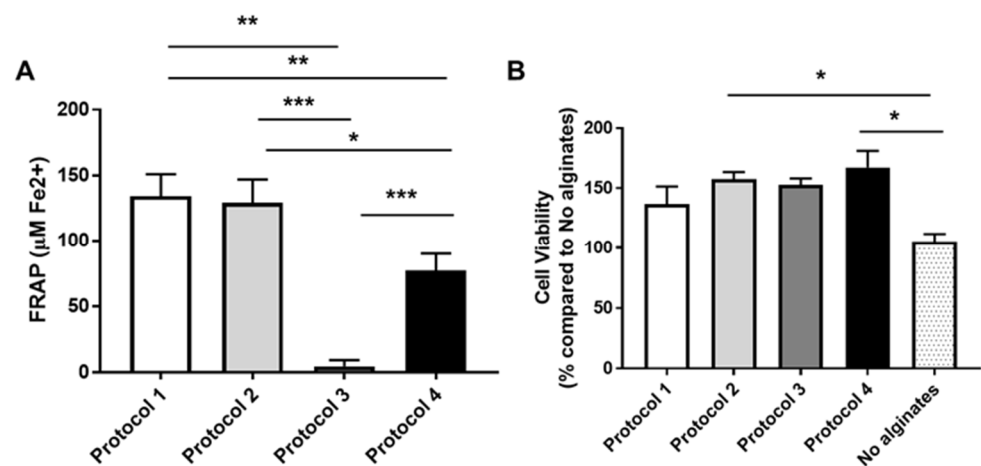 A
**
**
***
*
***
FRAP (µM Fe2+)
200
150
100
50
0
Protocol 1
Protocol 2
Protocol 3
Protocol 4
B
*
*
Cell Viability
(% compared to No alginates)
200
150
100
50
0
Protocol 1
Protocol 2
Protocol 3
Protocol 4
No alginates